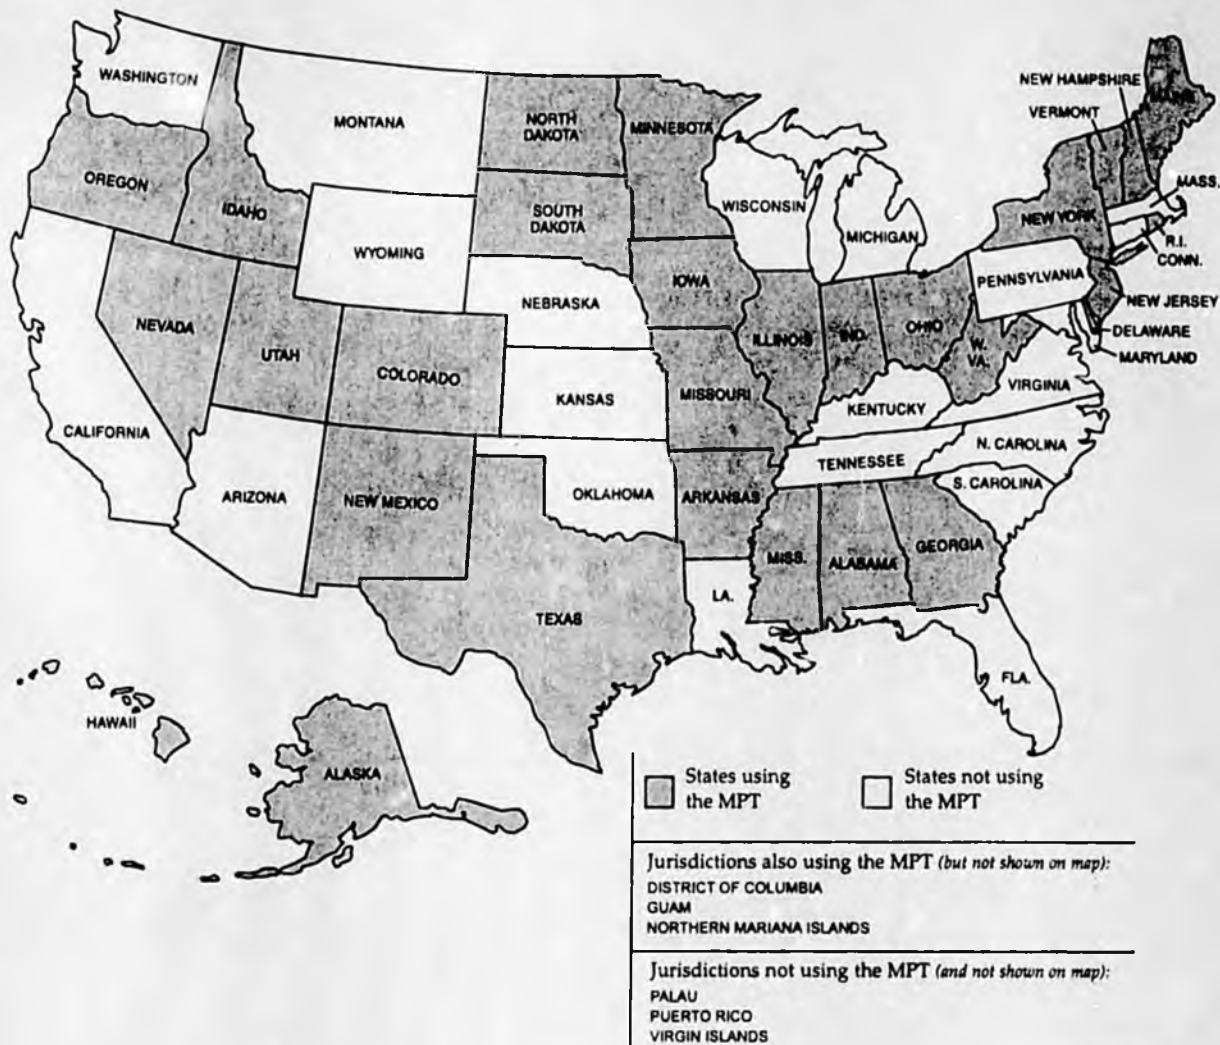 WASHINGTON
MONTANA
NORTH
DAKOTA
MINNESOTA
NEW HAMPSHIRE
MAINE
VERMONT
OREGON
IDAHO
WYOMING
SOUTH
DAKOTA
WISCONSIN
MICHIGAN
NEW YORK
MASS.
R.I.
CONN.
PENNSYLVANIA
NEW JERSEY
DELAWARE
MARYLAND
NEVADA
UTAH
COLORADO
NEBRASKA
IOWA
ILLINOIS
IND.
OHIO
W.
VA.
VIRGINIA
CALIFORNIA
KANSAS
MISSOURI
KENTUCKY
N. CAROLINA
TENNESSEE
S. CAROLINA
ARIZONA
NEW MEXICO
OKLAHOMA
ARKANSAS
MISS.
ALABAMA
GEORGIA
TEXAS
LA.
FLA.
HAWAII
ALASKA
States using
the MPT
States not using
the MPT
Jurisdictions also using the MPT (but not shown on map):
DISTRICT OF COLUMBIA
GUAM
NORTHERN MARIANA ISLANDS
Jurisdictions not using the MPT (and not shown on map):
PALAU
PUERTO RICO
VIRGIN ISLANDS